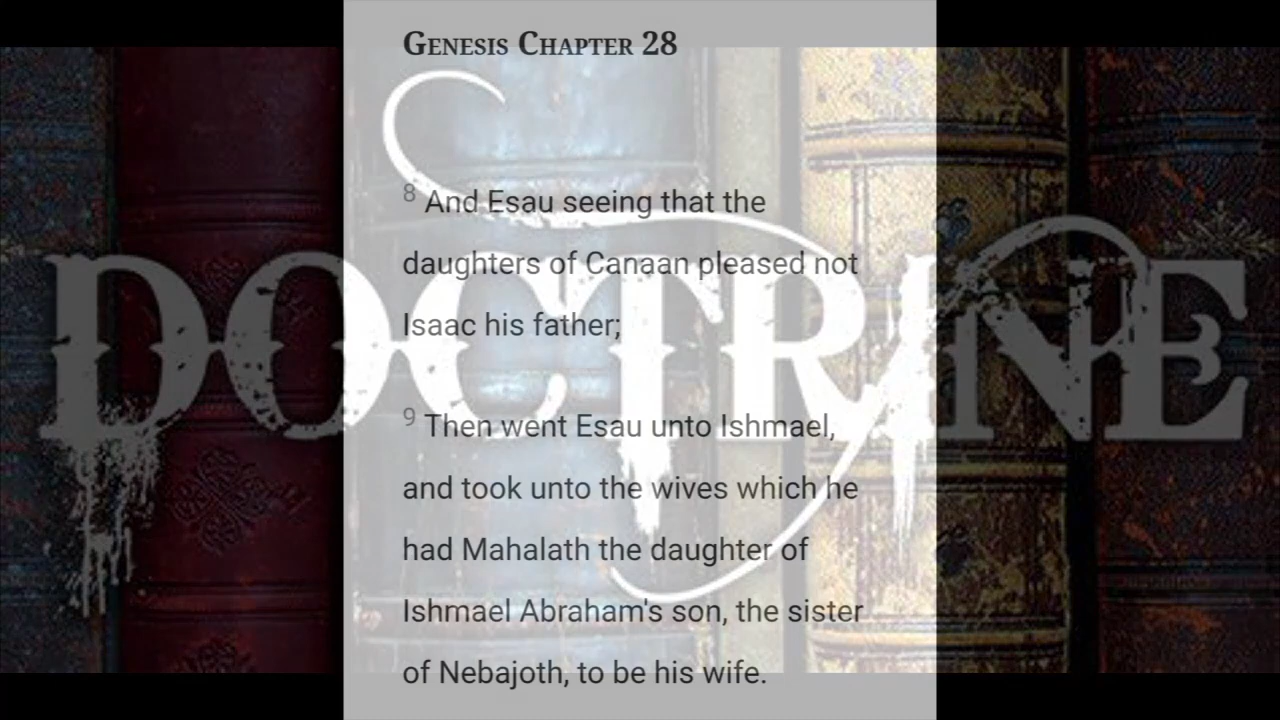 GENESIS CHAPTER 28
DOCTRINE
8 And Esau seeing that the
daughters of Canaan pleased not
Isaac his father;
9 Then went Esau unto Ishmael,
and took unto the wives which he
had Mahalath the daughter of
Ishmael Abraham's son, the sister
of Nebajoth, to be his wife.